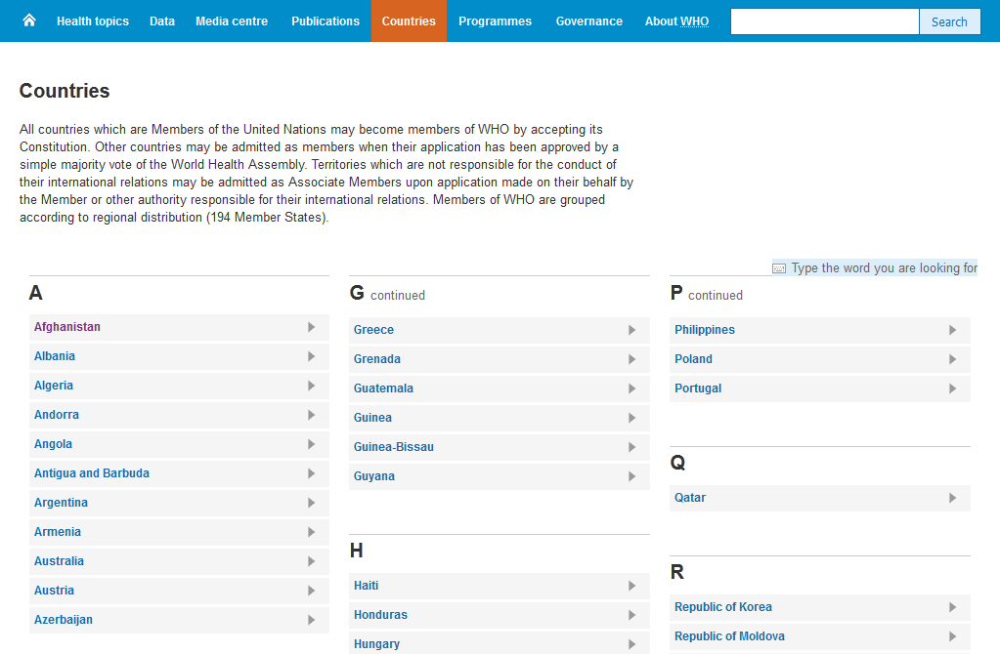 Health topics Data Media centre Publications Countries Programmes Governance About WHO Search
Countries
All countries which are Members of the United Nations may become members of WHO by accepting its
Constitution. Other countries may be admitted as members when their application has been approved by a
simple majority vote of the World Health Assembly. Territories which are not responsible for the conduct of
their international relations may be admitted as Associate Members upon application made on their behalf by
the Member or other authority responsible for their international relations. Members of WHO are grouped
according to regional distribution (194 Member States).
Type the word you are looking for
A
Afghanistan
Albania
Algeria
Andorra
Angola
Antigua and Barbuda
Argentina
Armenia
Australia
Austria
Azerbaijan
G continued
Greece
Grenada
Guatemala
Guinea
Guinea-Bissau
Guyana
H
Haiti
Honduras
Hungary
P continued
Philippines
Poland
Portugal
Q
Qatar
R
Republic of Korea
Republic of Moldova